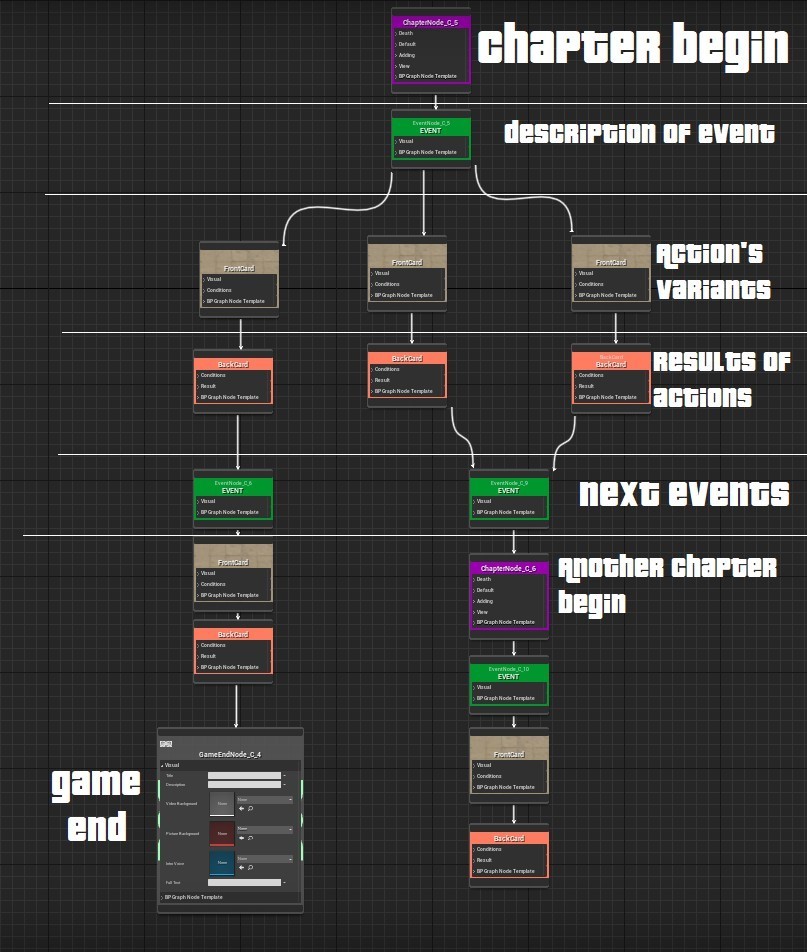 ChapterNode_C_5
Death
Default
Adding
View
BP Graph Node Template
Chapter begin
EventNode_C_5
EVENT
Visual
BP Graph Node Template
description of event
FrontCard
Visual
Conditions
BP Graph Node Template
FrontCard
Visual
Conditions
BP Graph Node Template
FrontCard
Visual
Conditions
BP Graph Node Template
Action's
variants
BackCard
Conditions
Result
BP Graph Node Template
BackCard
Conditions
Result
BP Graph Node Template
BackCard
BackCard
Conditions
Result
BP Graph Node Template
Results of
actions
EventNode_C_8
EVENT
Visual
BP Graph Node Template
EventNode_C_9
EVENT
Visual
BP Graph Node Template
next events
FrontCard
Visual
Conditions
BP Graph Node Template
ChapterNode_C_6
Death
Default
Adding
View
BP Graph Node Template
Another chapter
begin
BackCard
Conditions
Result
BP Graph Node Template
EventNode_C_10
EVENT
Visual
BP Graph Node Template
GameEndNode_C_4
Visual
Title
Description
Video Background
None
None
Picture Background
None
None
Intro Voice
None
None
Full Text
BP Graph Node Template
game
end
FrontCard
Visual
Conditions
BP Graph Node Template
BackCard
Conditions
Result
BP Graph Node Template